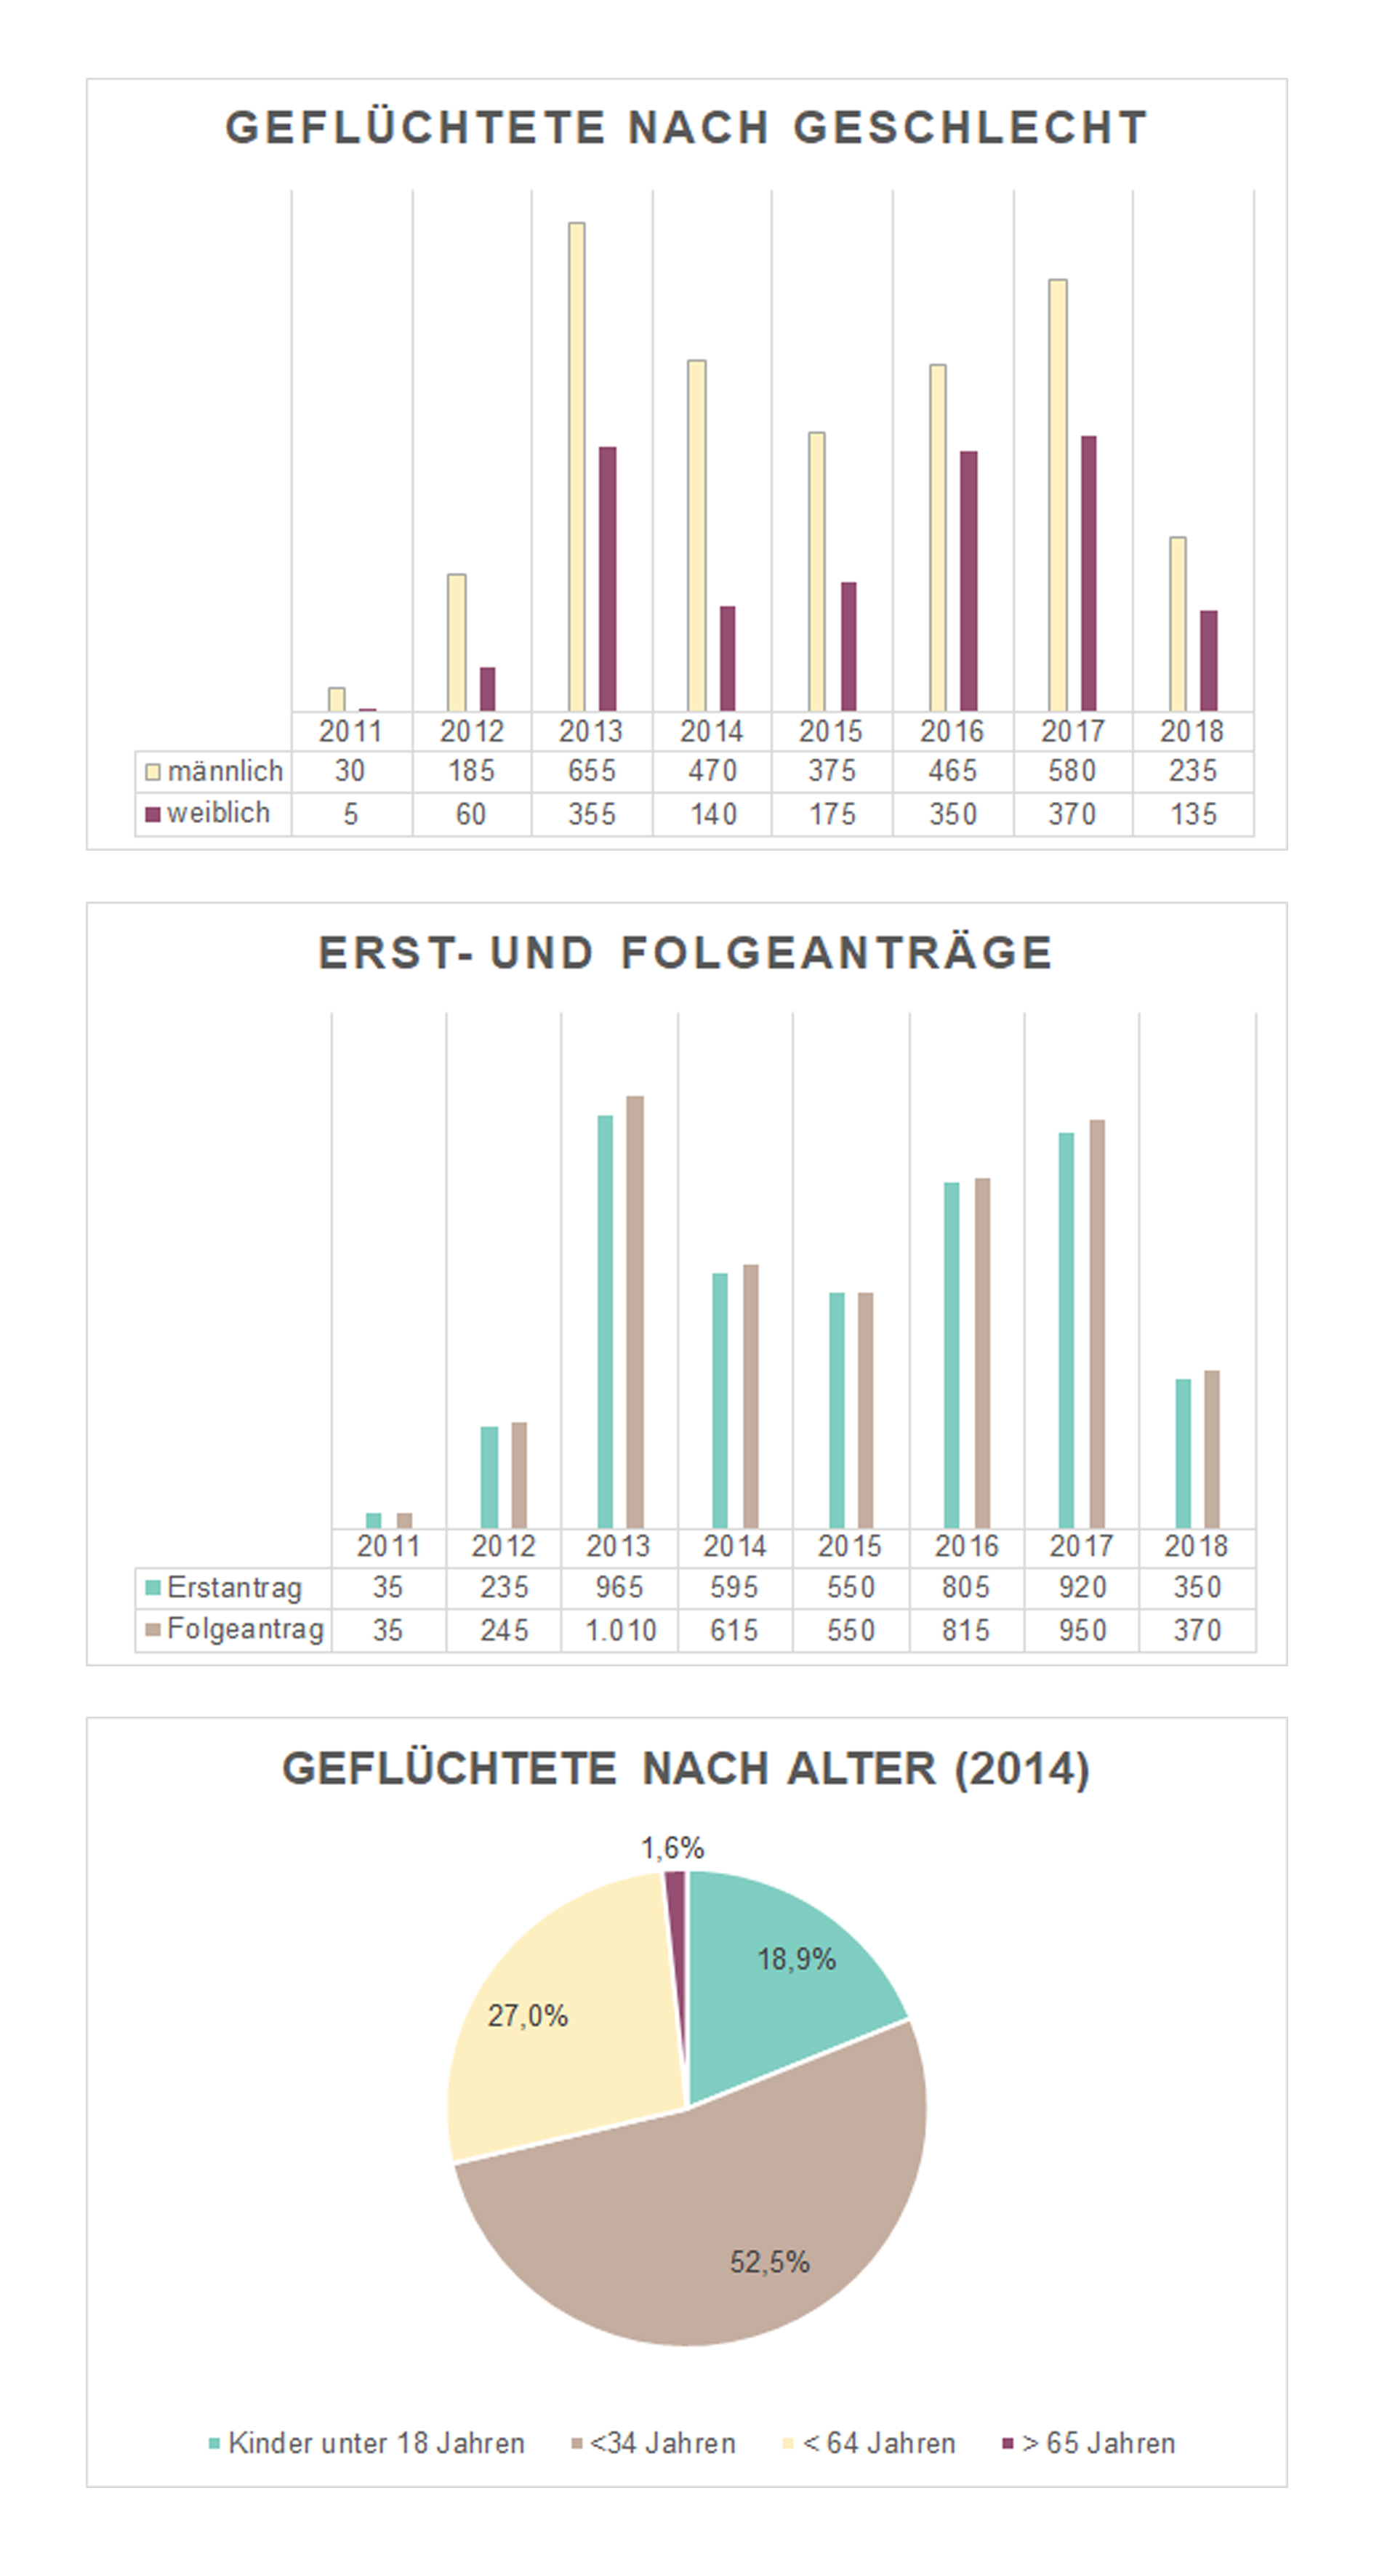 GEFLÜCHTETE NACH GESCHLECHT
2011 2012 2013 2014 2015 2016 2017 2018
männlich 30 185 655 470 375 465 580 235
weiblich 5 60 355 140 175 350 370 135
ERST- UND FOLGEANTRÄGE
2011 2012 2013 2014 2015 2016 2017 2018
Erstantrag 35 235 965 595 550 805 920 350
Folgeantrag 35 245 1.010 615 550 815 950 370
GEFLÜCHTETE NACH ALTER (2014)
1,6%
18,9%
27,0%
52,5%
Kinder unter 18 Jahren <34 Jahren < 64 Jahren > 65 Jahren